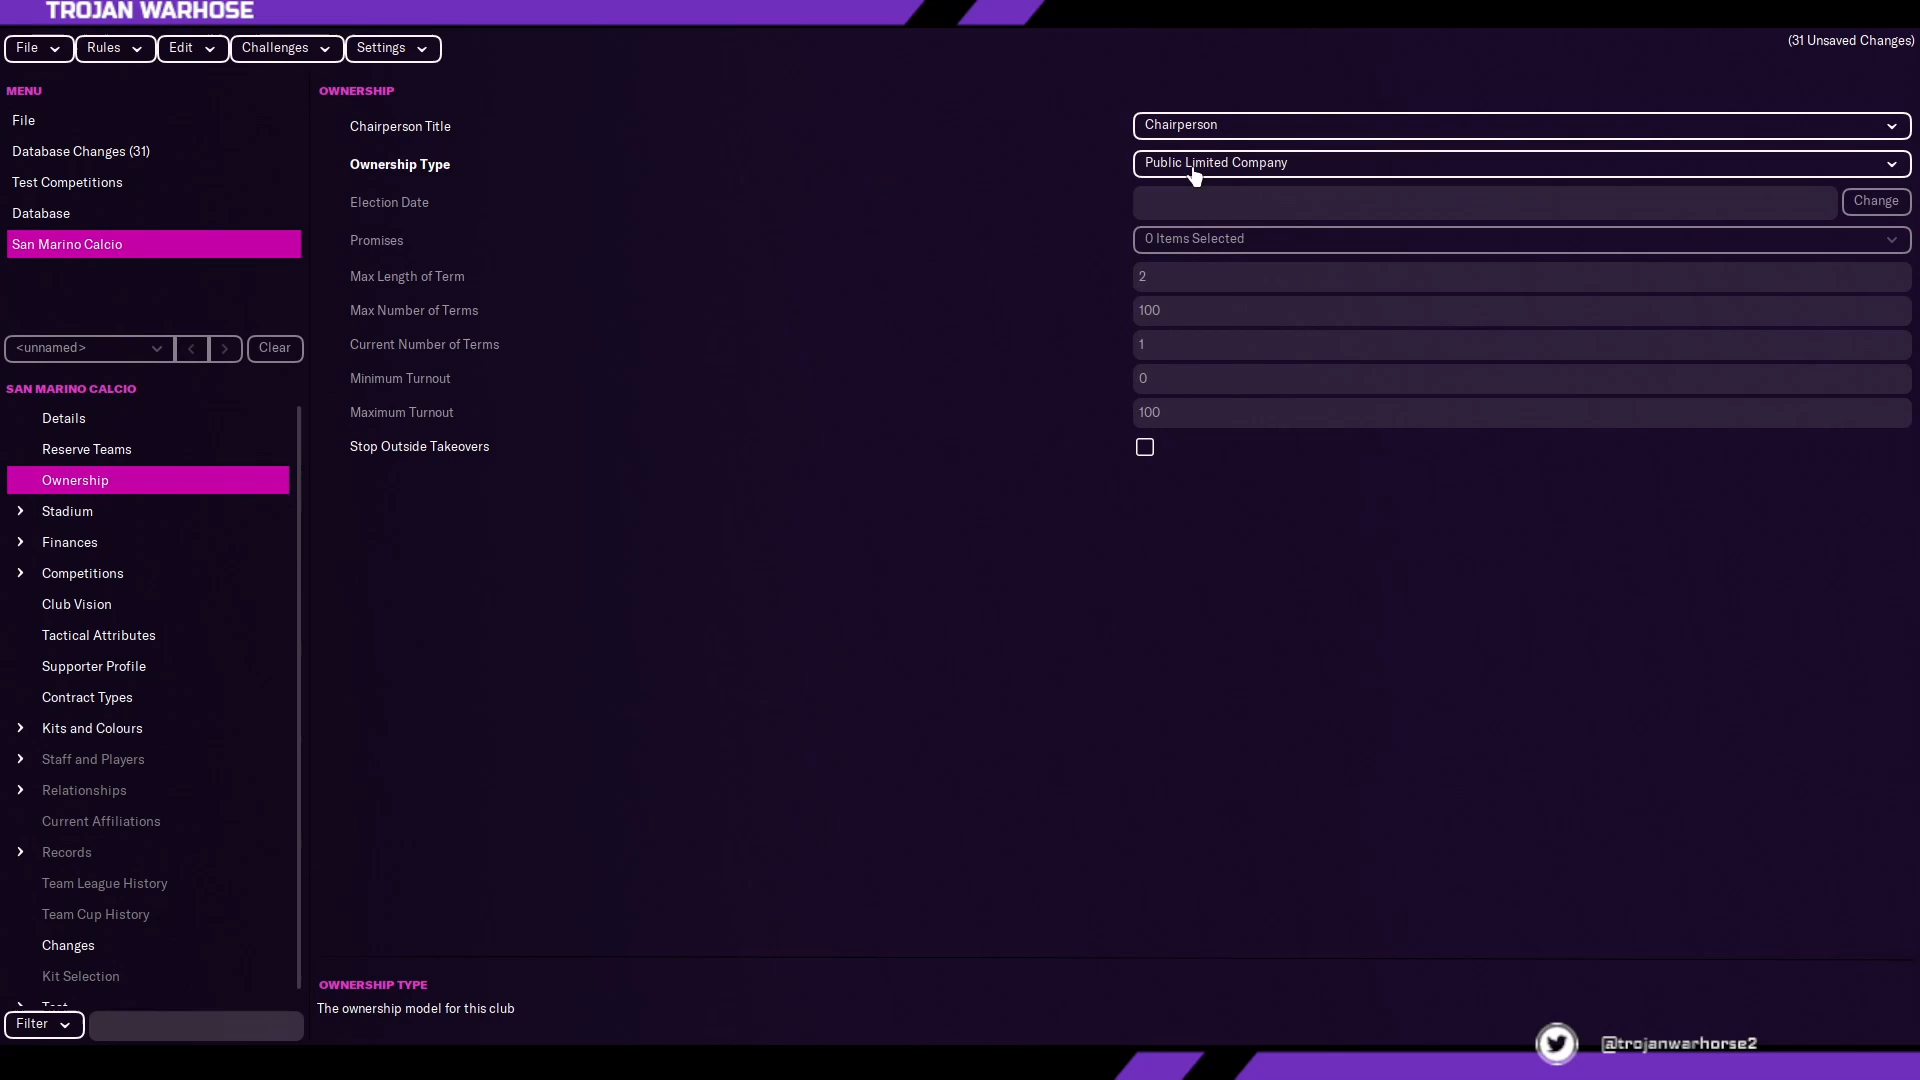 TROJAN WARHOSE
File
Rules
Edit
Challenges
Settings
(31 Unsaved Changes)
MENU
File
Database Changes (31)
Test Competitions
Database
San Marino Calcio
<unnamed>
Clear
SAN MARINO CALCIO
Details
Reserve Teams
Ownership
Stadium
Finances
Competitions
Club Vision
Tactical Attributes
Supporter Profile
Contract Types
Kits and Colours
Staff and Players
Relationships
Current Affiliations
Records
Team League History
Team Cup History
Changes
Kit Selection
Filter
OWNERSHIP
Chairperson Title
Chairperson
Ownership Type
Public Limited Company
Election Date
Change
Promises
0 Items Selected
Max Length of Term
2
Max Number of Terms
100
Current Number of Terms
1
Minimum Turnout
0
Maximum Turnout
100
Stop Outside Takeovers
OWNERSHIP TYPE
The ownership model for this club
@trojanwarhorse2